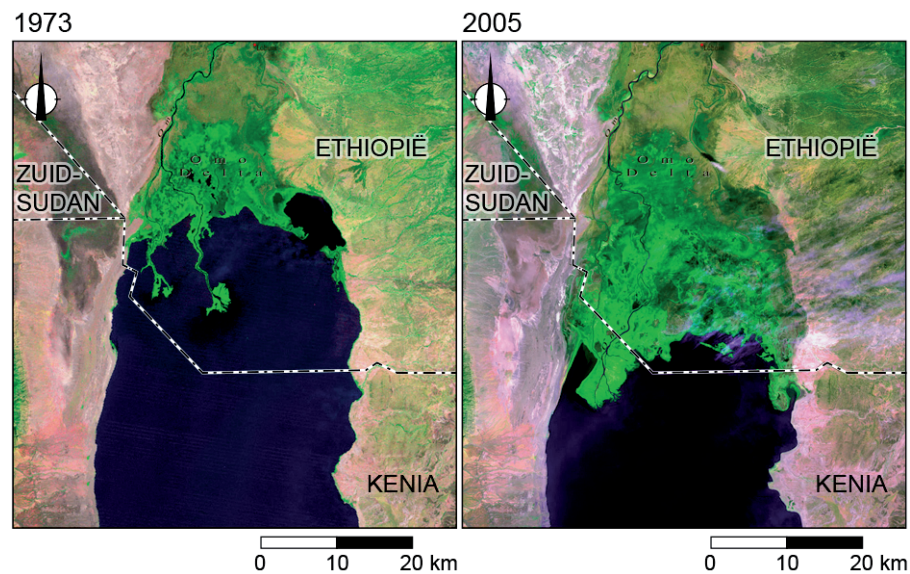 1973
2005
ETHIOPIË
ZUID-
SUDAN
Omo
Delta
KENIA
0 10 20 km
ETHIOPIË
ZUID-
SUDAN
Omo
Delta
KENIA
0 10 20 km